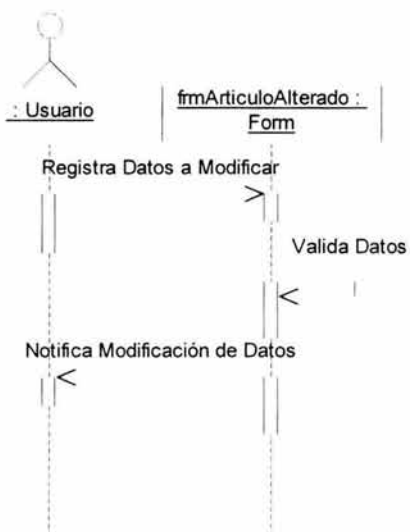 : Usuario
frmArticuloAlterado :
Form
Registra Datos a Modificar
Valida Datos
Notifica Modificación de Datos